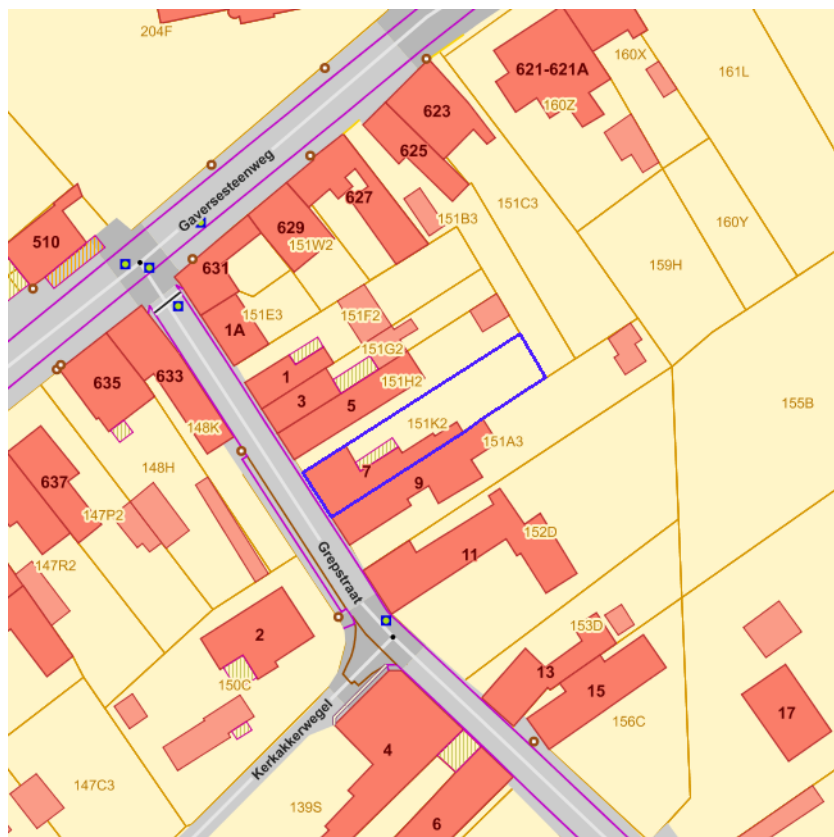 204F
160X
161L
621-621A
160Z
623
625
Gaversesteenweg
627
151C3
151B3
160Y
629
151W2
510
159H
631
151E3
1A
151F2
151G2
1
151H2
3
5
635
633
155B
151K2
148K
151A3
148H
7
9
637
147P2
Grepstraat
152D
11
147R2
153D
2
150C
13
15
17
156C
Kerkakkerwegel
4
147C3
139S
6